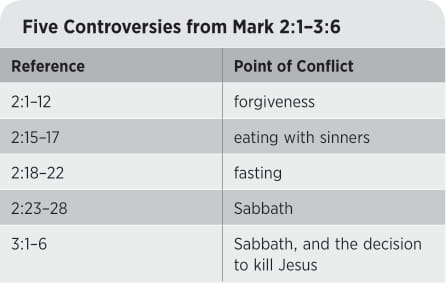 Five Controversies from Mark 2:1–3:6
Reference Point of Conflict
2:1–12 forgiveness
2:15–17 eating with sinners
2:18–22 fasting
2:23–28 Sabbath
3:1–6 Sabbath, and the decision
to kill Jesus